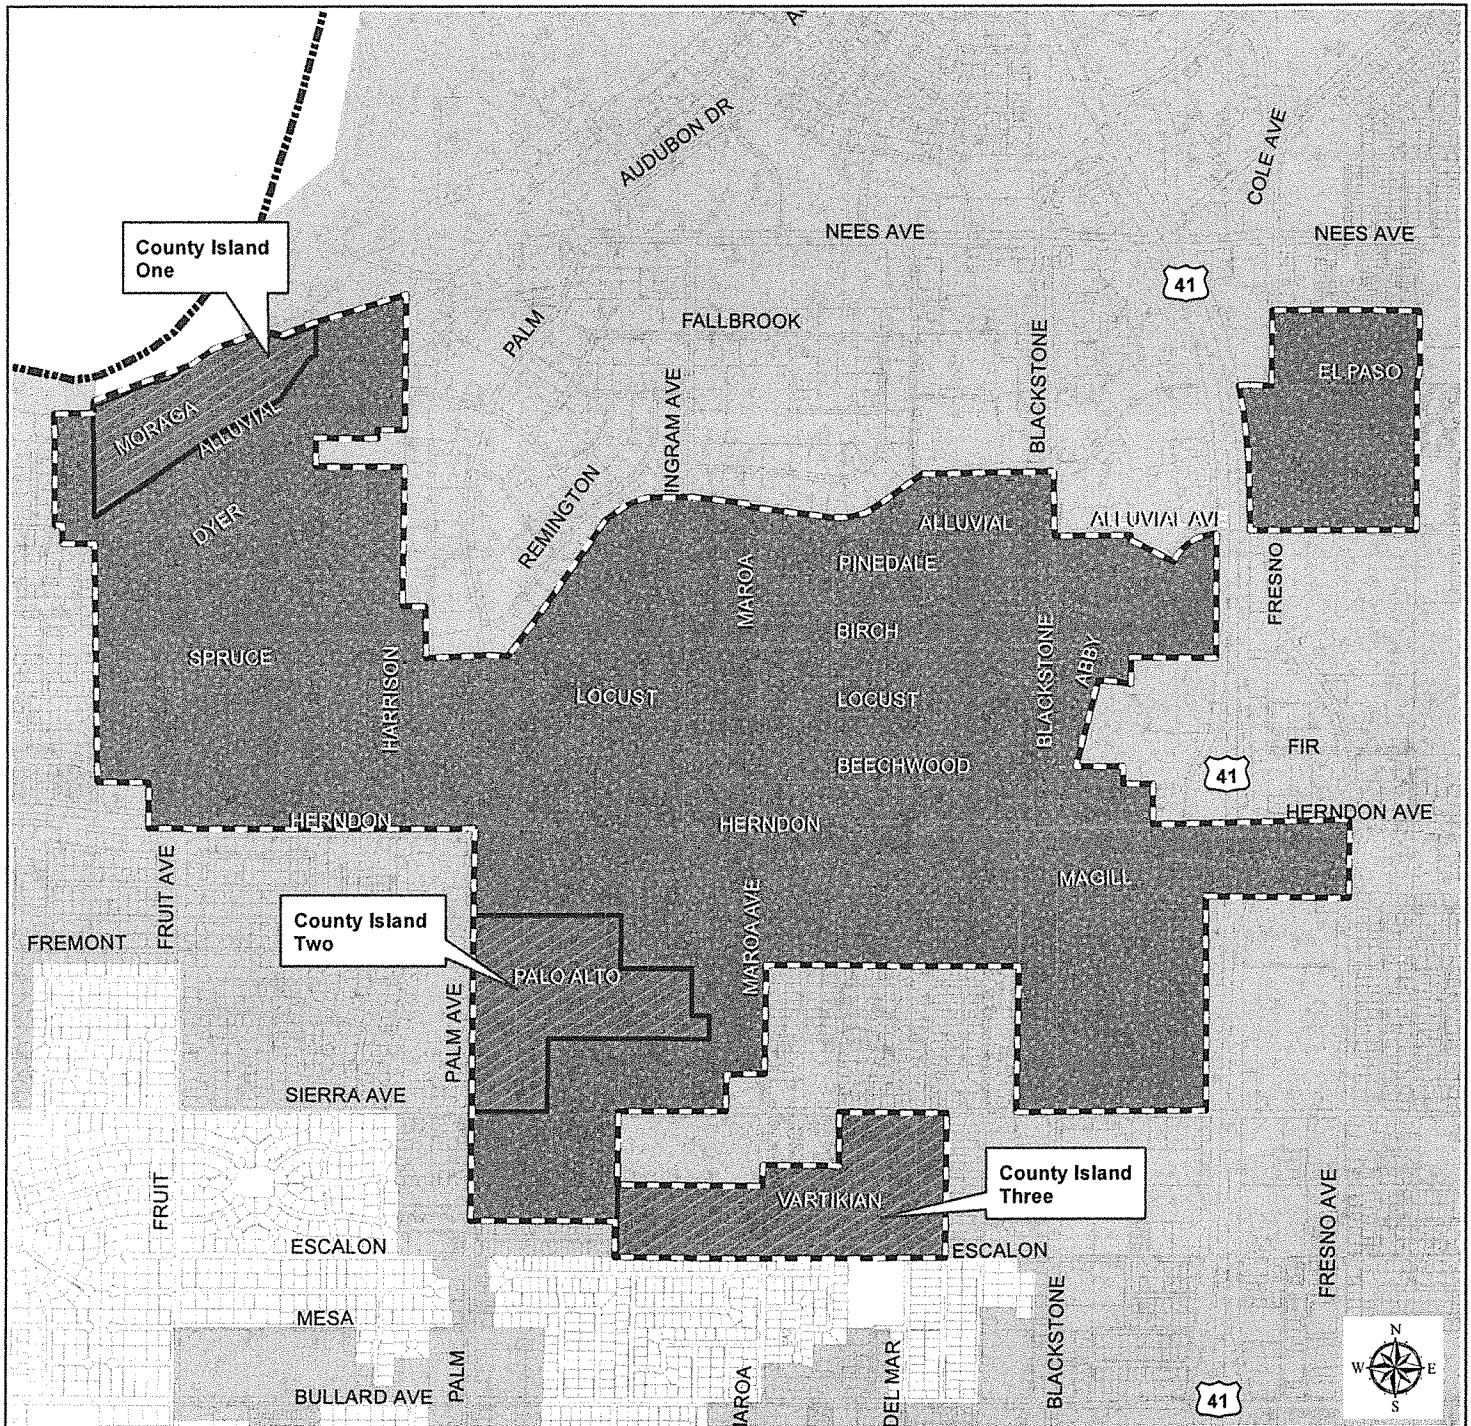 AUDUBON DR
COLE AVE
NEES AVE
NEES AVE
County Island
One
41
PALM
FALLBROOK
BLACKSTONE
INGRAM AVE
EL PASO
MORAGA
ALLUVIAL
DYER
REMINGTON
ALLUVIAL
ALLUVIAL AVE
PINEDALE
MAROA
FRESNO
BIRCH
BLACKSTONE
ABBY
SPRUCE
HARRISON
LOCUST
LOCUST
BEECHWOOD
FIR
41
HERNDON
HERNDON
HERNDON AVE
FRUIT AVE
MAGILL
County Island
Two
MAROA AVE
FREMONT
PALO ALTO
PALM AVE
SIERRA AVE
FRUIT
VARTIKIAN
County Island
Three
FRESNO AVE
ESCALON
ESCALON
MESA
BLACKSTONE
N
W E
S
BULLARD AVE
PALM
DEL MAR
41